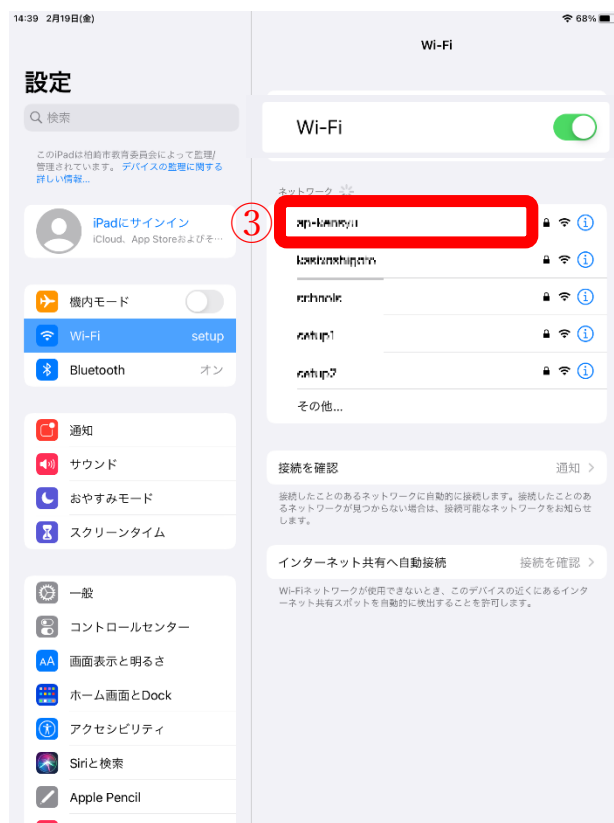 14:39 2月19日(金)
68%
Wi-Fi
設定
検索
Wi-Fi
このiPadは柏崎市教育委員会によって監理/
管理されています。デバイスの監理に関する
詳しい情報...
ネットワーク
iPadにサインイン
iCloud、App Storeおよびそ…
③
機内モード
Wi-Fi setup
Bluetooth オン
その他...
通知
サウンド
おやすみモード
スクリーンタイム
接続を確認 通知
接続したことのあるネットワークに自動的に接続します。接続したことのあ
るネットワークが見つからない場合は、接続可能なネットワークをお知らせ
します。
インターネット共有へ自動接続 接続を確認
Wi-Fiネットワークが使用できないとき、このデバイスの近くにあるインタ
ーネット共有スポットを自動的に検出することを許可します。
一般
コントロールセンター
AA 画面表示と明るさ
ホーム画面とDock
アクセシビリティ
Siriと検索
Apple Pencil